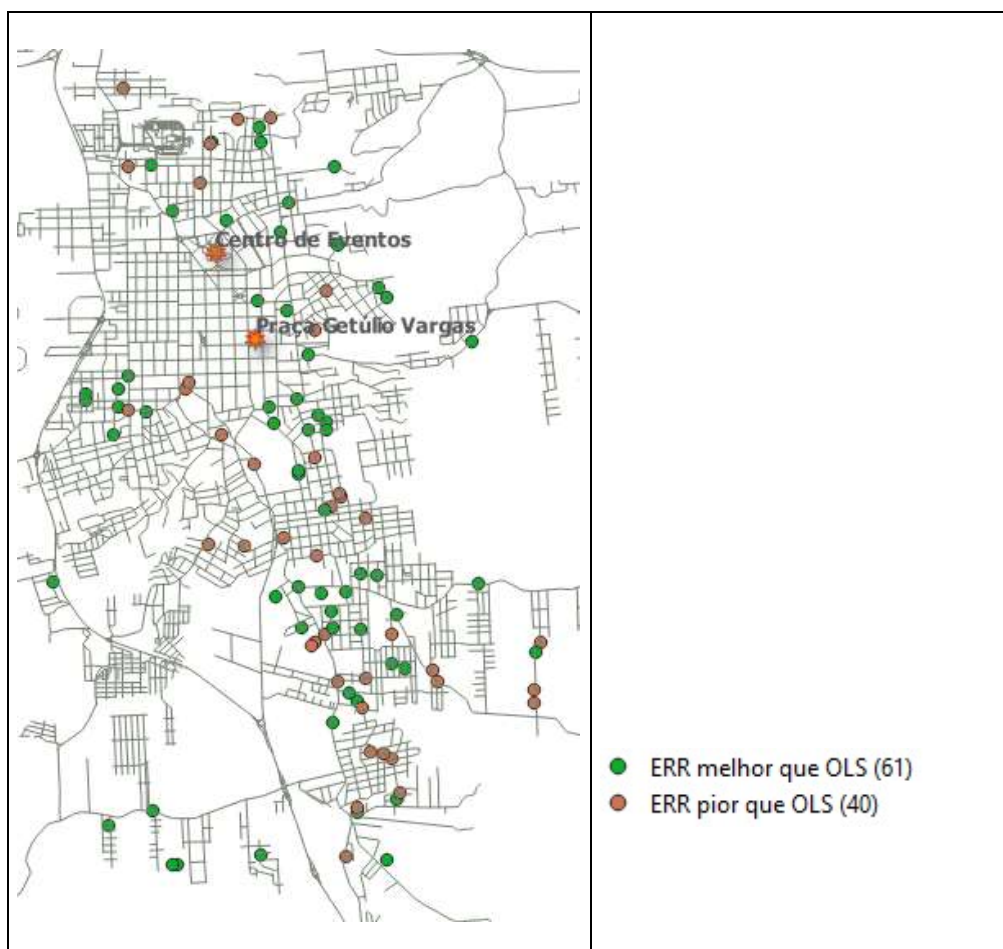 Centro de Eventos
Praça Getúlio Vargas
ERR melhor que OLS (61)
ERR pior que OLS (40)